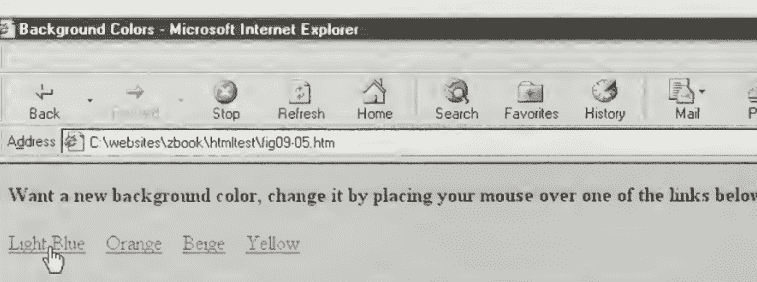 Background Colors - Microsoft Internet Explorer
Back Forward Stop Refresh Home Search Favorites History Mail
Address C:\websites\zbook\htmltest\fig09-05.htm
Want a new background color, change it by placing your mouse over one of the links below
Light Blue Orange Beige Yellow